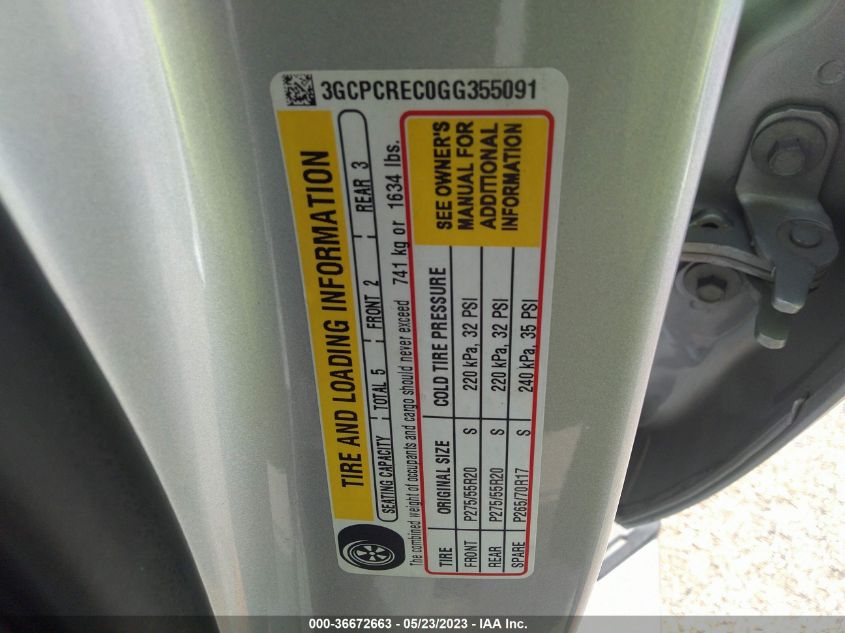 3GCPCREC0GG355091
TIRE AND LOADING INFORMATION
SEATING CAPACITY TOTAL 5 FRONT 2 REAR 3
The combined weight of occupants and cargo should never exceed 741 kg or 1634 lbs.
TIRE ORIGINAL SIZE COLD TIRE PRESSURE
FRONT P275/55R20 S 220 kPa, 32 PSI
REAR P275/55R20 S 220 kPa, 32 PSI
SPARE P265/70R17 S 240 kPa, 35 PSI
SEE OWNER'S
MANUAL FOR
ADDITIONAL
INFORMATION
000-36672663 - 05/23/2023 - IAA Inc.